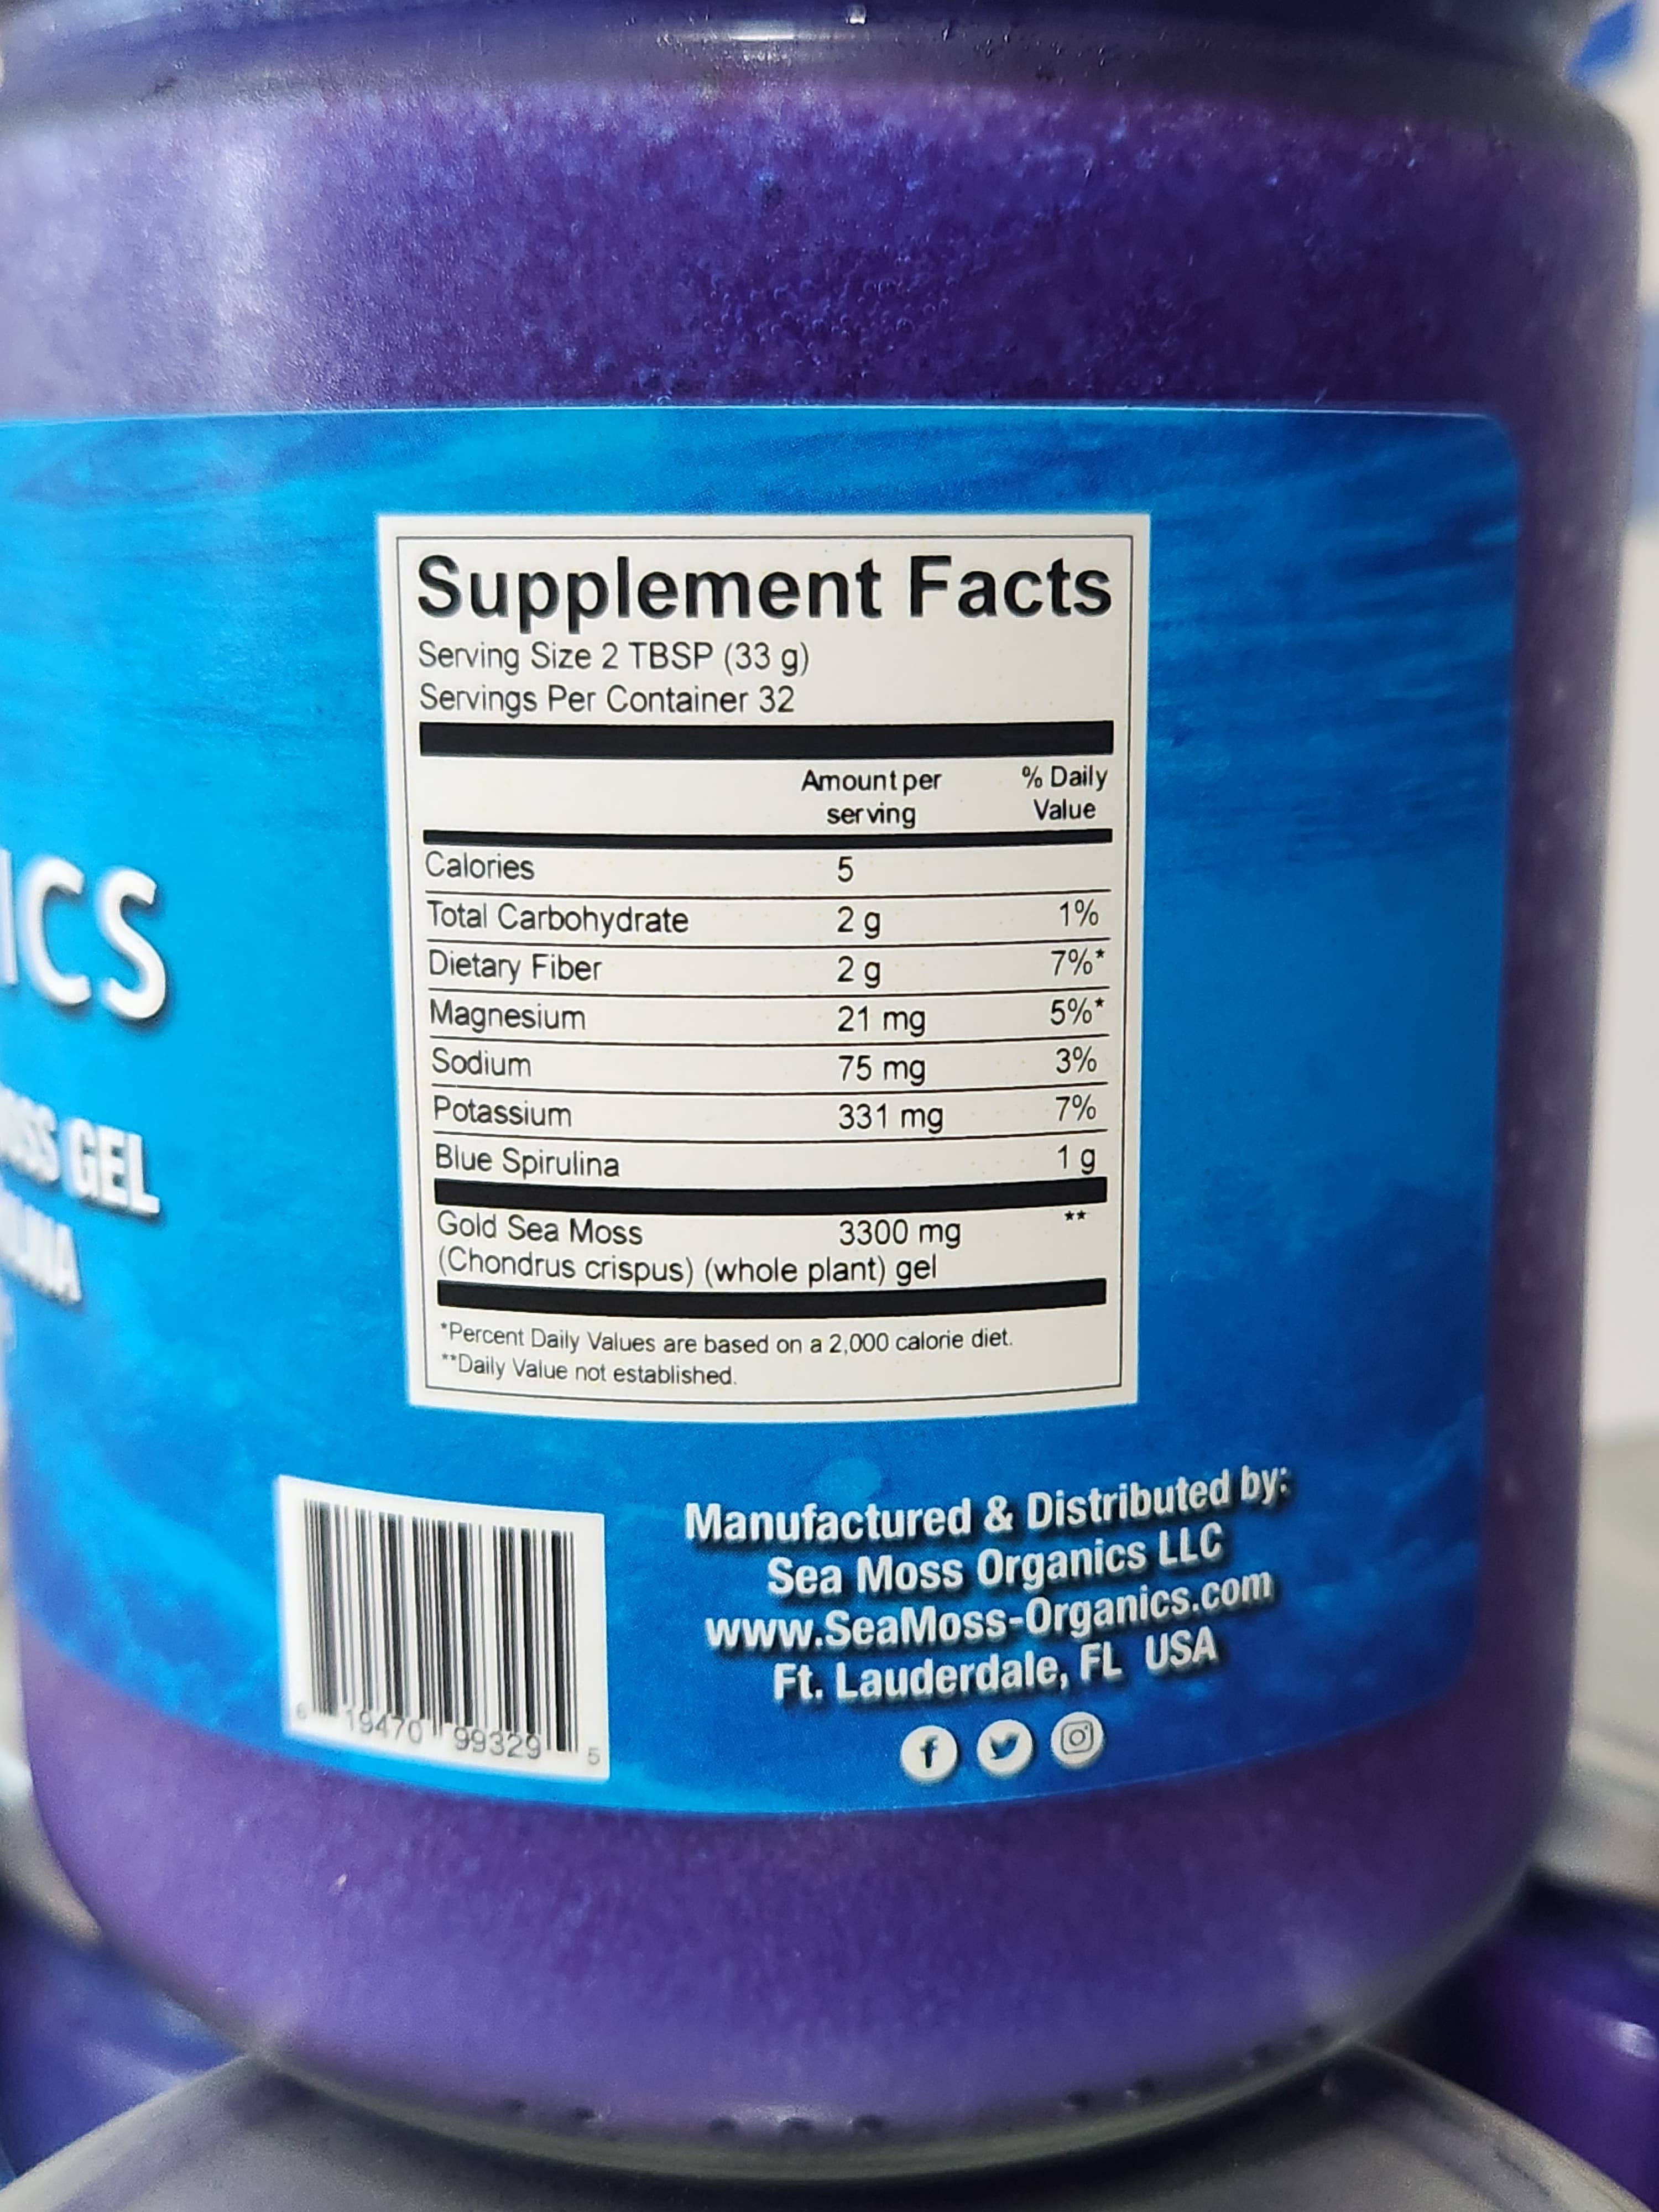 ICS
OSS GEL
Supplement Facts
Serving Size 2 TBSP (33 g)
Servings Per Container 32
Amount per serving % Daily Value
Calories 5
Total Carbohydrate 2 g 1%
Dietary Fiber 2 g 7%*
Magnesium 21 mg 5%*
Sodium 75 mg 3%
Potassium 331 mg 7%
Blue Spirulina 1 g
Gold Sea Moss 3300 mg **
(Chondrus crispus) (whole plant) gel
*Percent Daily Values are based on a 2,000 calorie diet.
**Daily Value not established.
6 19470 99329 5
Manufactured & Distributed by:
Sea Moss Organics LLC
www.SeaMoss-Organics.com
Ft. Lauderdale, FL USA